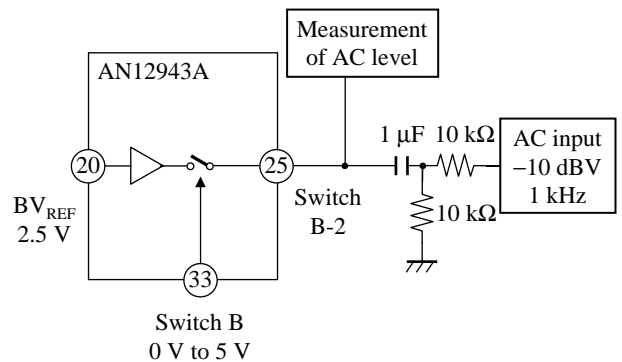 Measurement
of AC level
AN12943A
1 μF
10 kΩ
AC input
−10 dBV
1 kHz
20
25
BVREF
2.5 V
Switch
B-2
10 kΩ
33
Switch B
0 V to 5 V